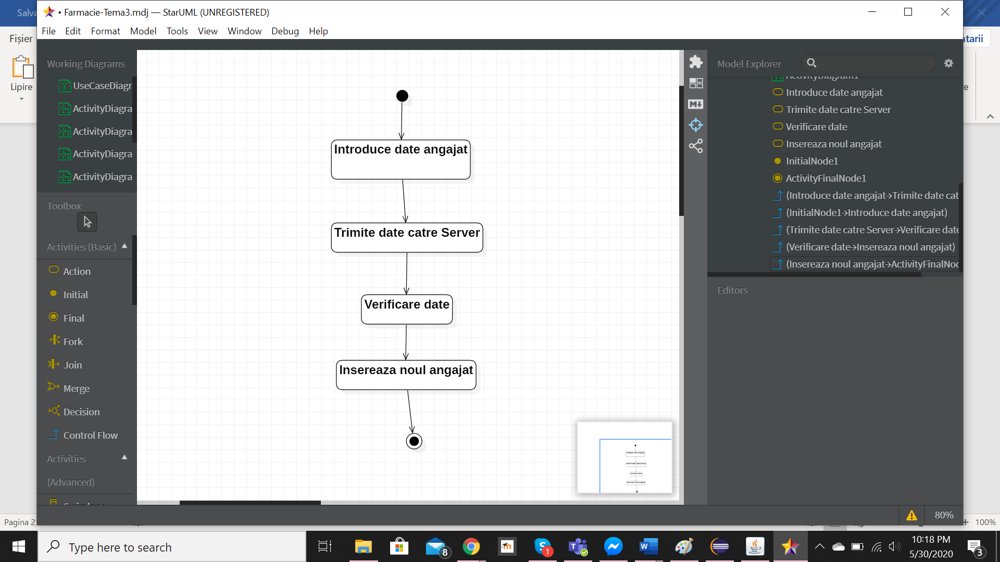 Salva
• Farmacie-Tema3.mdj — StarUML (UNREGISTERED)
File Edit Format Model Tools View Window Debug Help
Fișier
tarii
Lipire
Working Diagrams
UseCaseDiagr
ActivityDiagra
ActivityDiagra
ActivityDiagra
ActivityDiagra
Toolbox
Activities (Basic)
Action
Initial
Final
Fork
Join
Merge
Decision
Control Flow
Activities
(Advanced)
Introduce date angajat
Trimite date catre Server
Verificare date
Insereaza noul angajat
Model Explorer
ActivityDiagram1
Introduce date angajat
Trimite date catre Server
Verificare date
Insereaza noul angajat
InitialNode1
ActivityFinalNode1
(Introduce date angajat→Trimite date cat
(InitialNode1→Introduce date angajat)
(Trimite date catre Server→Verificare date
(Verificare date→Insereaza noul angajat)
(Insereaza noul angajat→ActivityFinalNod
Editors
80%
Pagina 2
100%
Type here to search
8
1
10:18 PM
5/30/2020
3